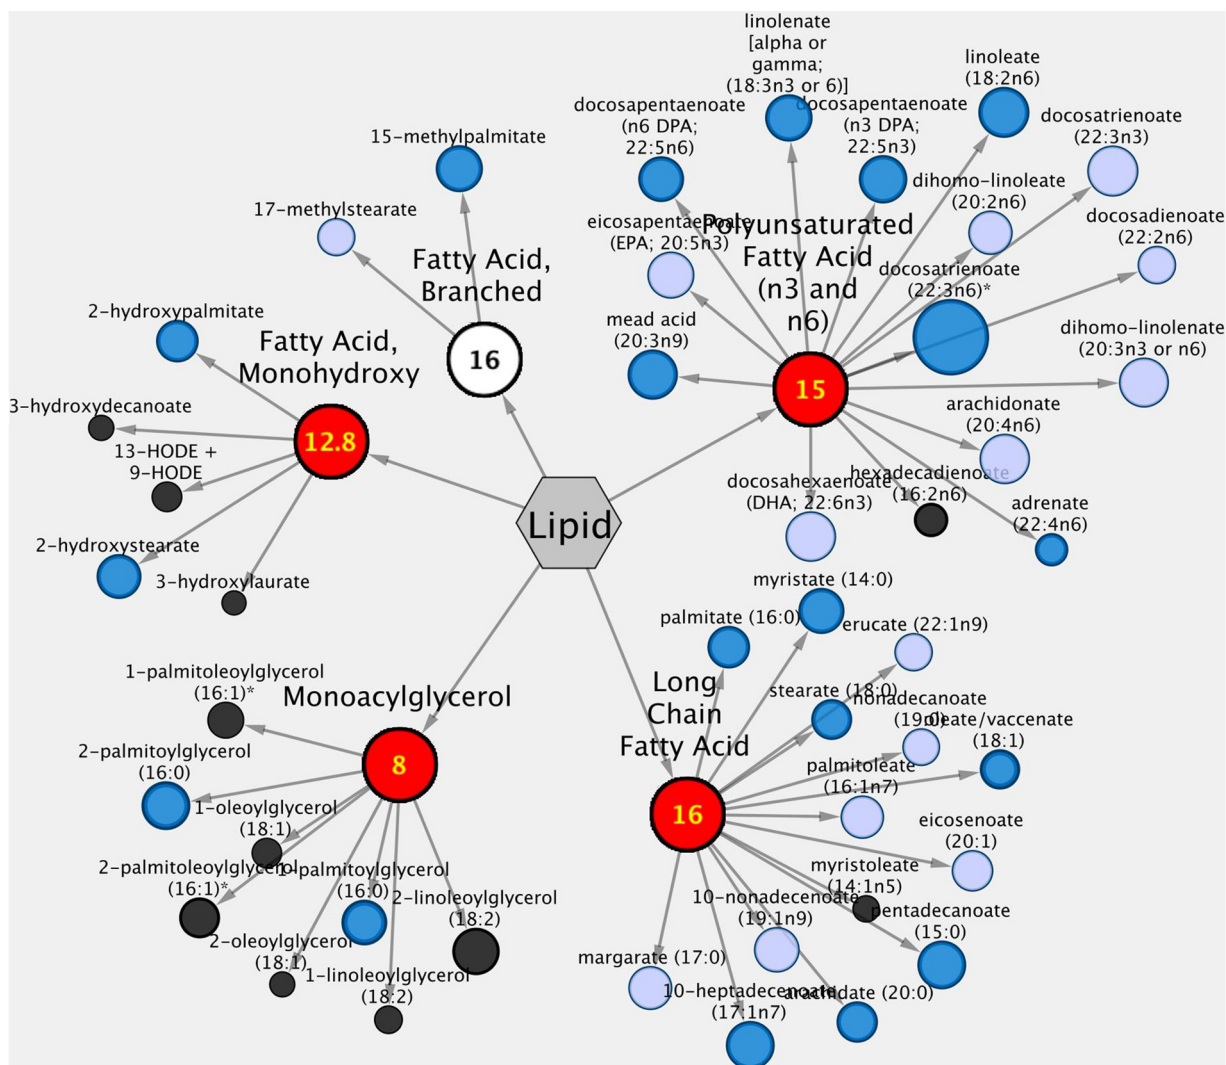 linolenate
[alpha or
gamma;
(18:3n3 or 6)]
linoleate
(18:2n6)
docosapentaenoate
(n6 DPA;
22:5n6)
docosapentaenoate
(n3 DPA;
22:5n3)
docosatrienoate
(22:3n3)
15-methylpalmitate
dihomo-linoleate
(20:2n6)
17-methylstearate
eicosapentaenoate
(EPA; 20:5n3)
Polyunsaturated
Fatty Acid
(n3 and
n6)
docosadienoate
(22:2n6)
Fatty Acid,
Branched
docosatrienoate
(22:3n6)*
2-hydroxypalmitate
mead acid
(20:3n9)
dihomo-linolenate
(20:3n3 or n6)
Fatty Acid,
Monohydroxy
16
15
3-hydroxydecanoate
12.8
arachidonate
(20:4n6)
13-HODE +
9-HODE
docosahexaenoate
(DHA; 22:6n3)
hexadecadienoate
(16:2n6)
adrenate
(22:4n6)
Lipid
2-hydroxystearate
3-hydroxylaurate
myristate (14:0)
palmitate (16:0)
erucate (22:1n9)
1-palmitoleoylglycerol
(16:1)*
Monoacylglycerol
Long
Chain
Fatty Acid
stearate (18:0)
nonadecanoate
(19:0)
oleate/vaccenate
(18:1)
2-palmitoylglycerol
(16:0)
8
palmitoleate
(16:1n7)
1-oleoylglycerol
(18:1)
16
eicosenoate
(20:1)
2-palmitoleoylglycerol
(16:1)*
1-palmitoylglycerol
(16:0)
2-linoleoylglycerol
(18:2)
myristoleate
(14:1n5)
10-nonadecenoate
(19:1n9)
pentadecanoate
(15:0)
2-oleoylglycerol
(18:1)
1-linoleoylglycerol
(18:2)
margarate (17:0)
10-heptadecenoate
(17:1n7)
arachidate (20:0)